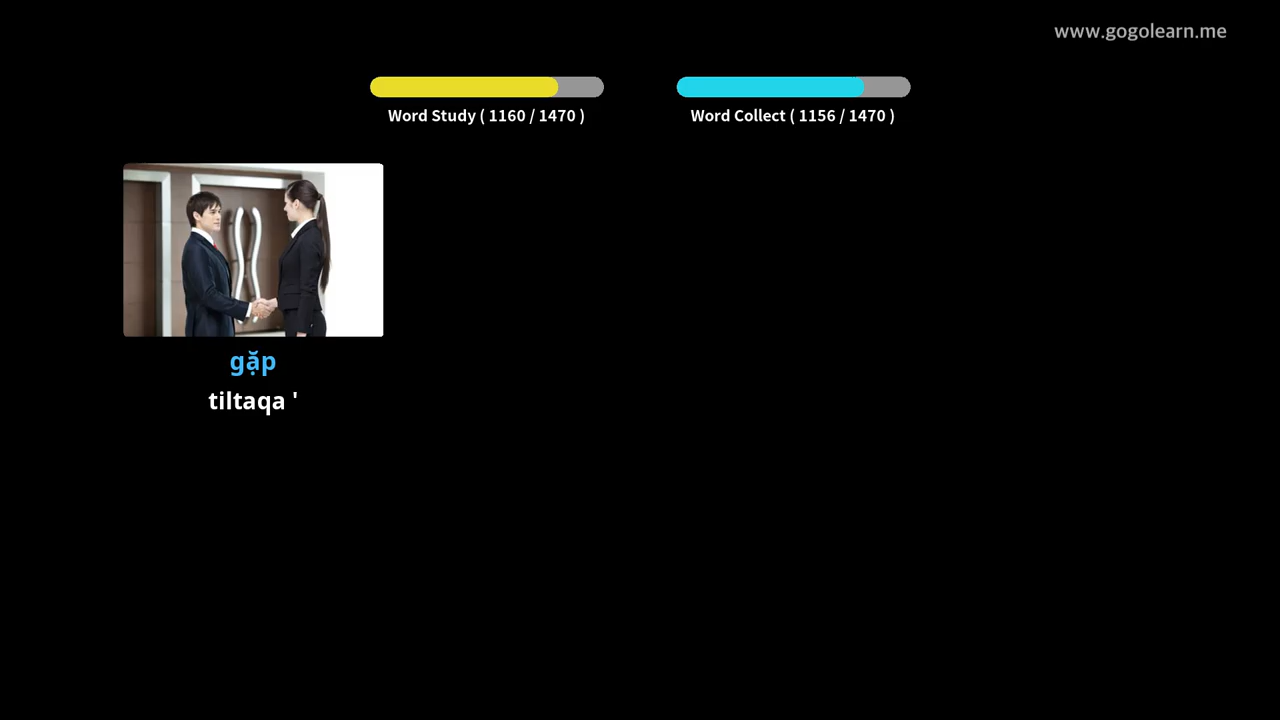 www.gogolearn.me
Word Study ( 1160 / 1470 )
Word Collect ( 1156 / 1470 )
gặp
tiltaqa '